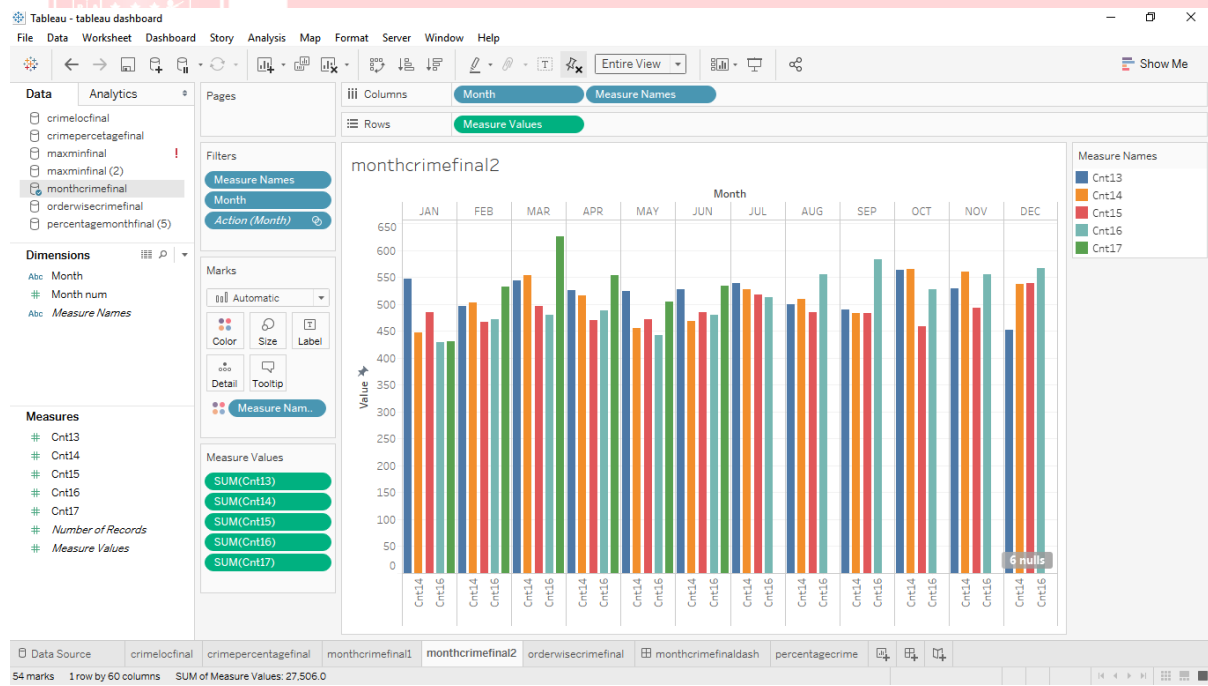 Tableau - tableau dashboard
File Data Worksheet Dashboard Story Analysis Map Format Server Window Help
Entire View
Show Me
Data Analytics
crimelocfinal
crimepercetagefinal
maxminfinal !
maxminfinal (2)
monthcrimefinal
orderwisecrimefinal
percentagemonthfinal (5)
Dimensions
Abc Month
# Month num
Abc Measure Names
Measures
# Cnt13
# Cnt14
# Cnt15
# Cnt16
# Cnt17
# Number of Records
# Measure Values
Pages
Filters
Measure Names
Month
Action (Month)
Marks
Automatic
Color Size Label
Detail Tooltip
Measure Nam..
Measure Values
SUM(Cnt13)
SUM(Cnt14)
SUM(Cnt15)
SUM(Cnt16)
SUM(Cnt17)
Columns Month Measure Names
Rows Measure Values
monthcrimefinal2
Month
JAN FEB MAR APR MAY JUN JUL AUG SEP OCT NOV DEC
650
600
550
500
450
400
350
300
250
200
150
100
50
0
Value
6 nulls
Cnt14 Cnt16 Cnt14 Cnt16 Cnt14 Cnt16 Cnt14 Cnt16 Cnt14 Cnt16 Cnt14 Cnt16 Cnt14 Cnt16 Cnt14 Cnt16 Cnt14 Cnt16 Cnt14 Cnt16 Cnt14 Cnt16 Cnt14 Cnt16
Measure Names
Cnt13
Cnt14
Cnt15
Cnt16
Cnt17
Data Source crimelocfinal crimepercentagefinal monthcrimefinal1 monthcrimefinal2 orderwisecrimefinal monthcrimefinaldash percentagecrime
54 marks 1 row by 60 columns SUM of Measure Values: 27,506.0